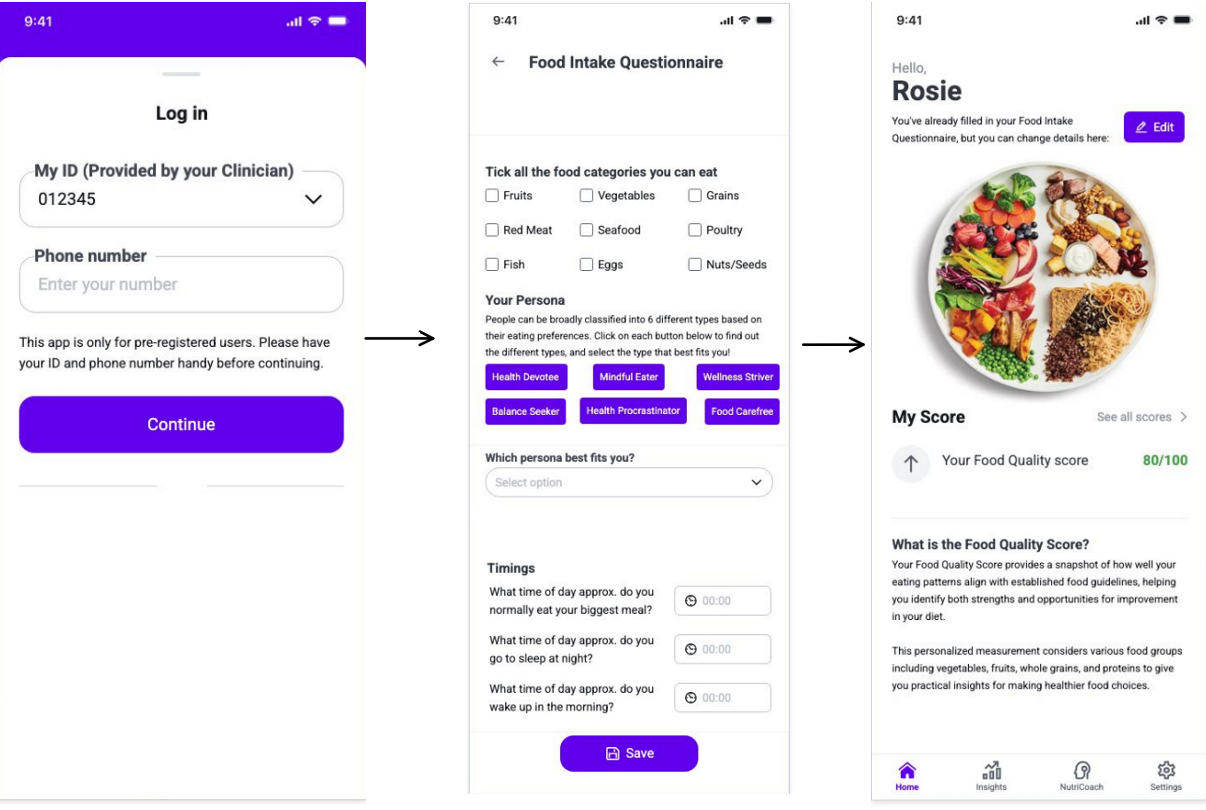 9:41
Log in
My ID (Provided by your Clinician)
012345
Phone number
Enter your number
This app is only for pre-registered users. Please have
your ID and phone number handy before continuing.
Continue
9:41
Food Intake Questionnaire
Tick all the food categories you can eat
Fruits Vegetables Grains
Red Meat Seafood Poultry
Fish Eggs Nuts/Seeds
Your Persona
People can be broadly classified into 6 different types based on
their eating preferences. Click on each button below to find out
the different types, and select the type that best fits you!
Health Devotee Mindful Eater Wellness Striver
Balance Seeker Health Procrastinator Food Carefree
Which persona best fits you?
Select option
Timings
What time of day approx. do you
normally eat your biggest meal?
00:00
What time of day approx. do you
go to sleep at night?
00:00
What time of day approx. do you
wake up in the morning?
00:00
Save
9:41
Hello,
Rosie
You've already filled in your Food Intake
Questionnaire, but you can change details here:
Edit
My Score
See all scores
Your Food Quality score
80/100
What is the Food Quality Score?
Your Food Quality Score provides a snapshot of how well your
eating patterns align with established food guidelines, helping
you identify both strengths and opportunities for improvement
in your diet.
This personalized measurement considers various food groups
including vegetables, fruits, whole grains, and proteins to give
you practical insights for making healthier food choices.
Home Insights NutriCoach Settings